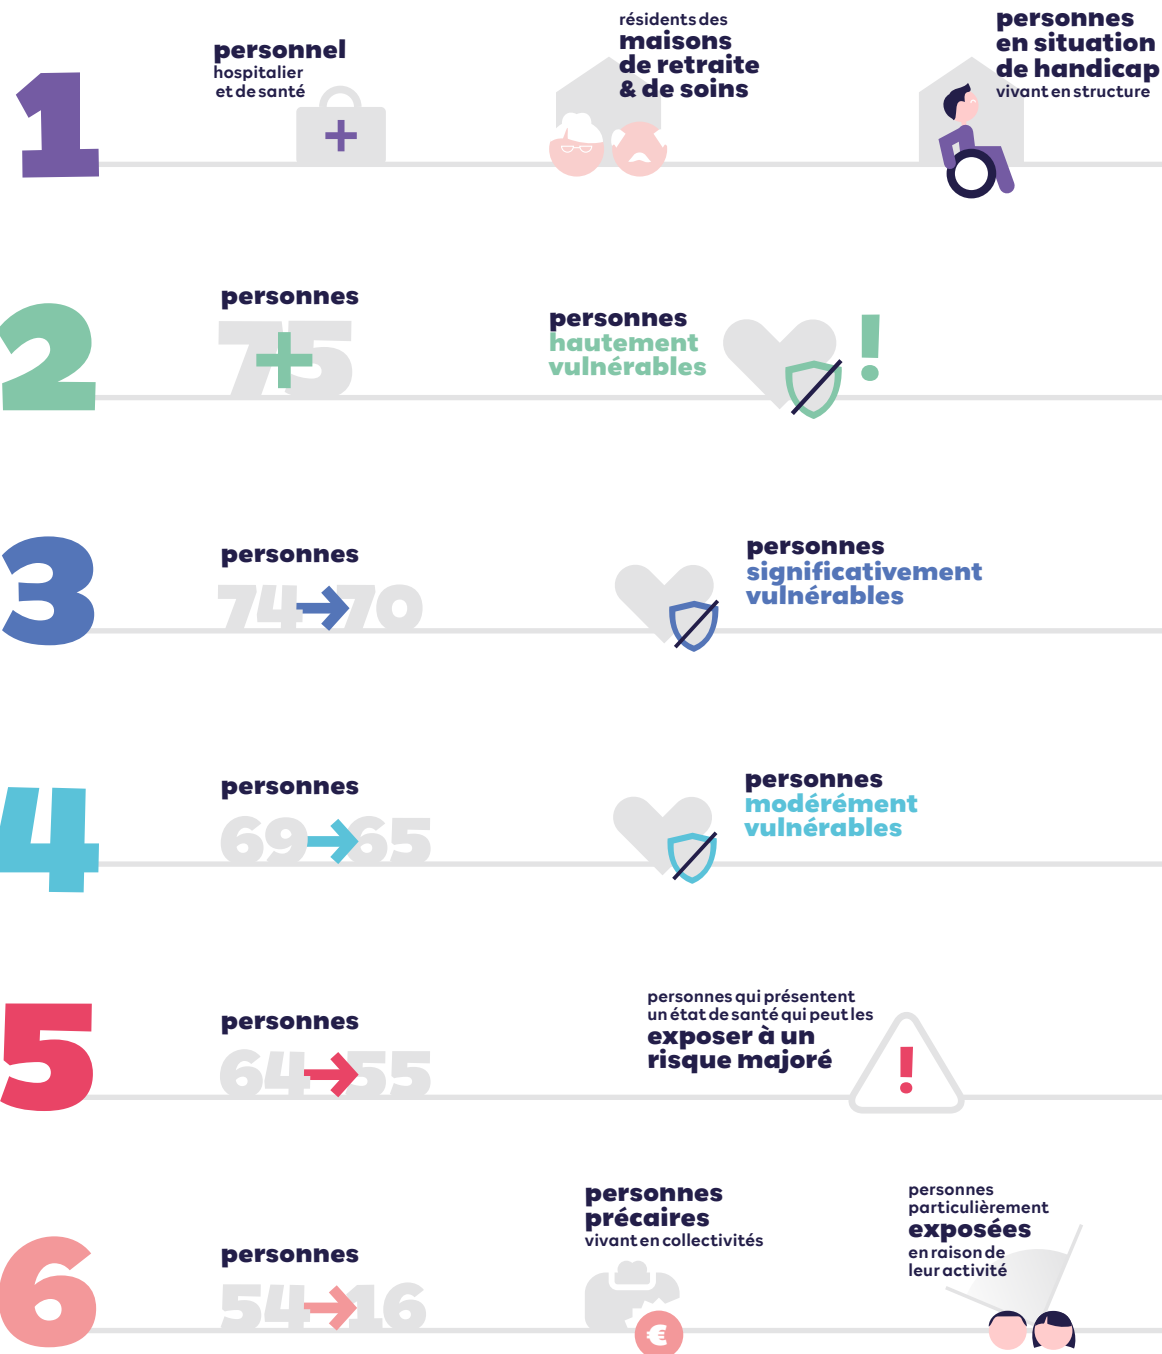 1
personnel
hospitalier
et de santé
résidents des
maisons
de retraite
& de soins
personnes
en situation
de handicap
vivant en structure
2
personnes
75
+
personnes
hautement
vulnérables
!
3
personnes
74→70
personnes
significativement
vulnérables
4
personnes
69→65
personnes
modérément
vulnérables
5
personnes
64→55
personnes qui présentent
un état de santé qui peut les
exposer à un
risque majoré
!
6
personnes
54→16
personnes
précaires
vivant en collectivités
€
personnes
particulièrement
exposées
en raison de
leur activité